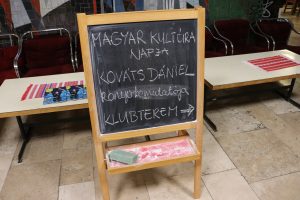 MAGYAR KULTÚRA
NAPJA
KOVÁTS DÁNIEL
könyvbemutatója
KLUBTEREM →